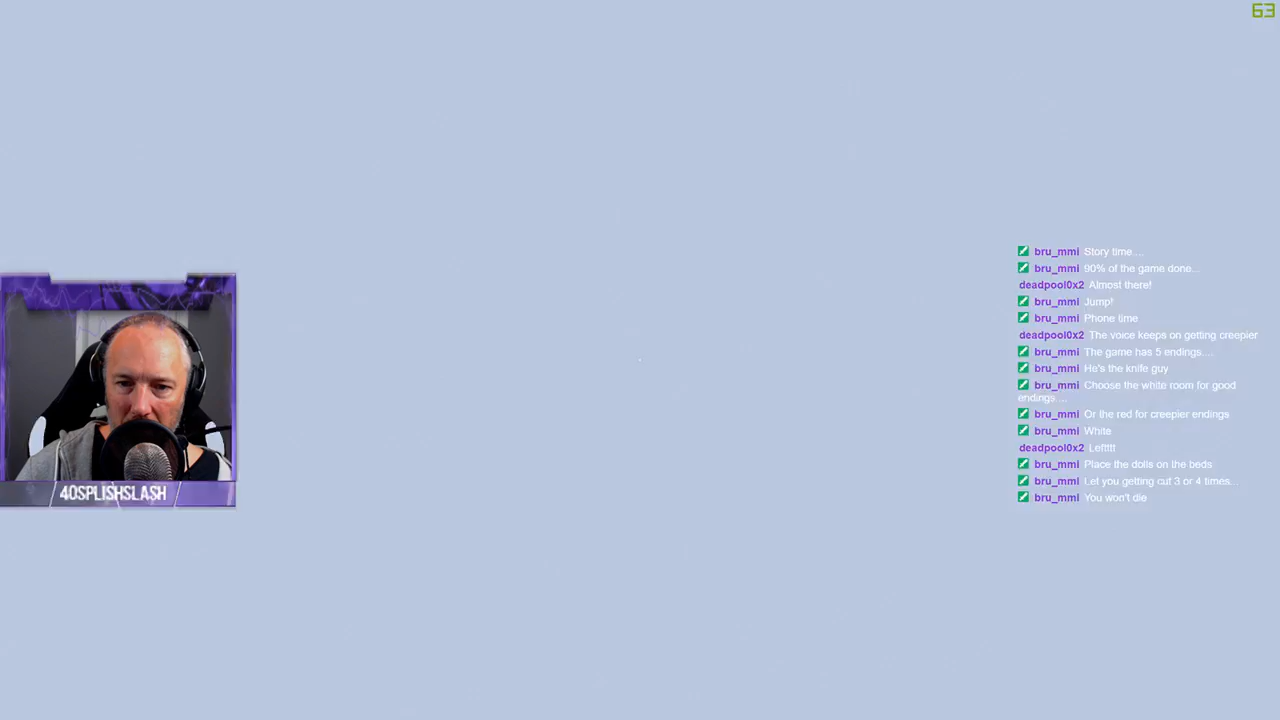 63
bru_mmi Story time....
bru_mmi 90% of the game done...
deadpool0x2 Almost there!
bru_mmi Jump!
bru_mmi Phone time
deadpool0x2 The voice keeps on getting creepier
bru_mmi The game has 5 endings....
bru_mmi He's the knife guy
bru_mmi Choose the white room for good
endings ...
bru_mmi Or the red for creepier endings
bru_mmi White
deadpool0x2 Leftttt
bru_mmi Place the dolls on the beds
bru_mmi Let you getting cut 3 or 4 times...
bru_mmi You won't die
40SPLISHSLASH